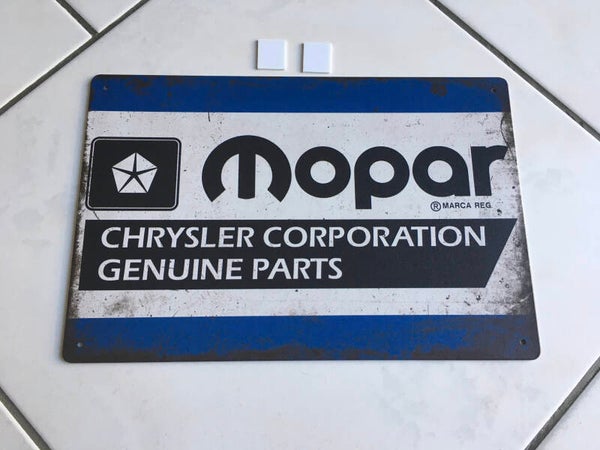 Mopar
® MARCA REG.
CHRYSLER CORPORATION
GENUINE PARTS